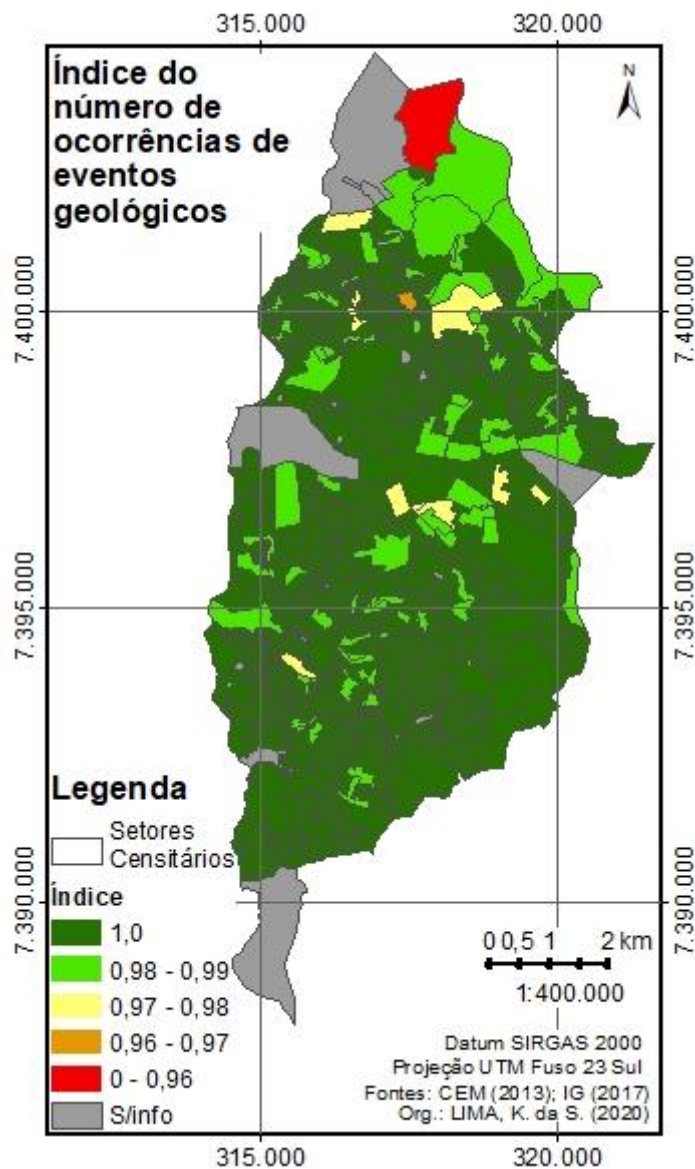 315.000
320.000
Índice do
número de
ocorrências de
eventos
geológicos
N
7.400.000
7.400.000
7.395.000
7.395.000
7.390.000
7.390.000
Legenda
Setores
Censitários
Índice
1,0
0,98 - 0,99
0,97 - 0,98
0,96 - 0,97
0 - 0,96
S/info
0 0,5 1 2 km
1:400.000
Datum SIRGAS 2000
Projeção UTM Fuso 23 Sul
Fontes: CEM (2013); IG (2017)
Org.: LIMA, K. da S. (2020)
315.000
320.000